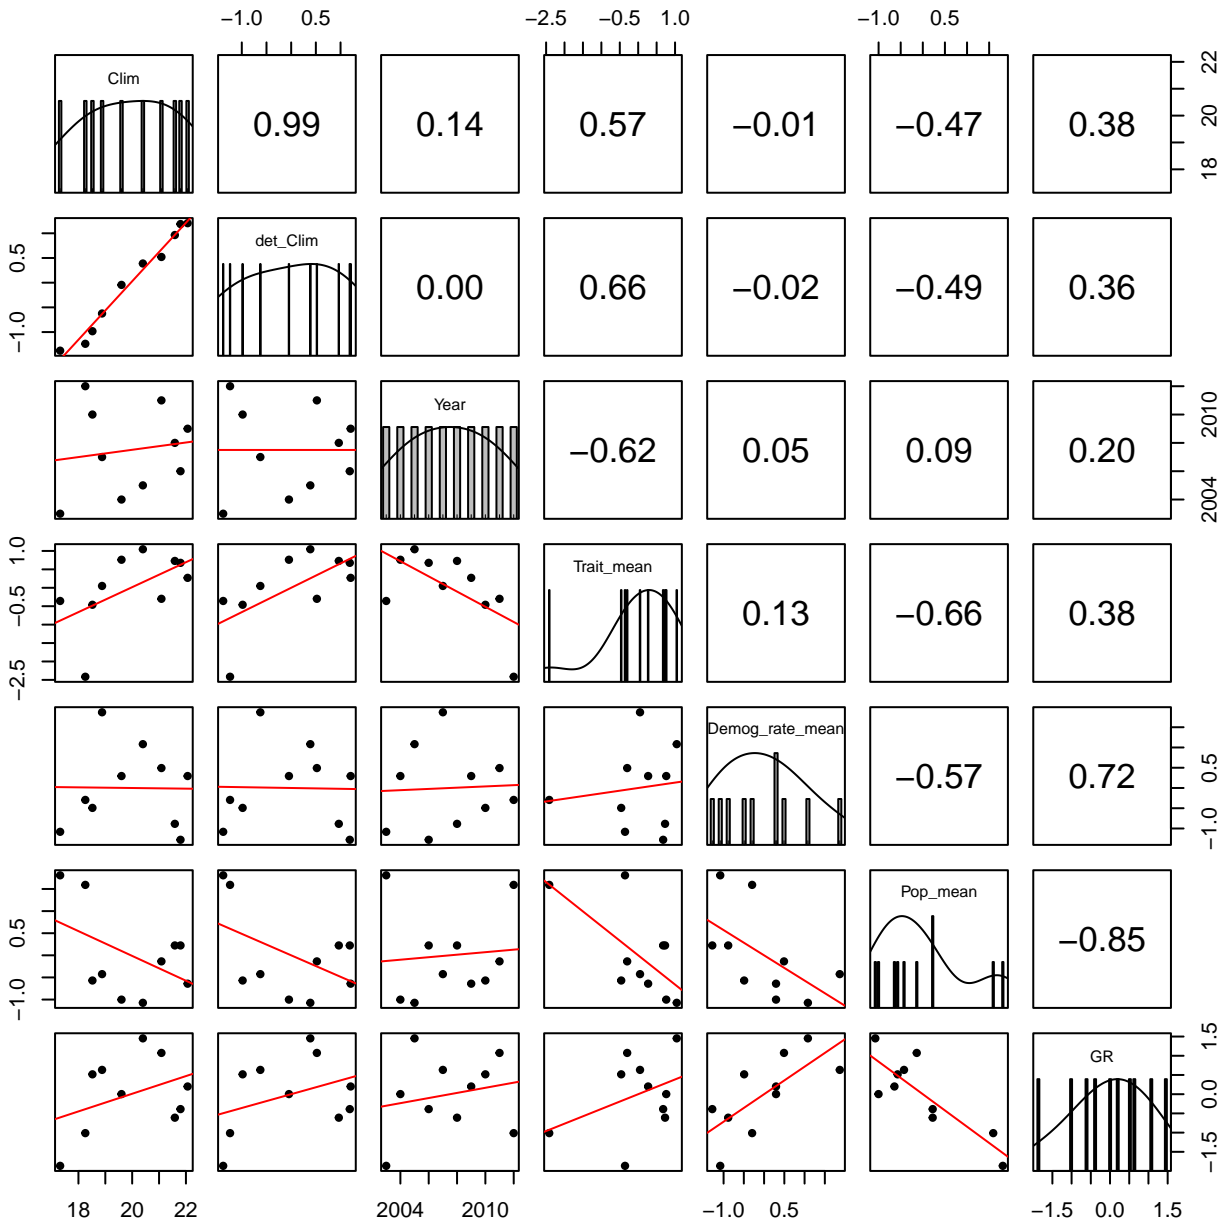 −1.0 0.5 −2.5 −0.5 1.0 −1.0 0.5
Clim 0.99 0.14 0.57 −0.01 −0.47 0.38 18 20 22
−1.0 0.5 det_Clim 0.00 0.66 −0.02 −0.49 0.36
Year −0.62 0.05 0.09 0.20 2004 2010
−2.5 −0.5 1.0 Trait_mean 0.13 −0.66 0.38
Demog_rate_mean −0.57 0.72 −1.0 0.5
−1.0 0.5 Pop_mean −0.85
GR −1.5 0.0 1.5
18 20 22 2004 2010 −1.0 0.5 −1.5 0.0 1.5